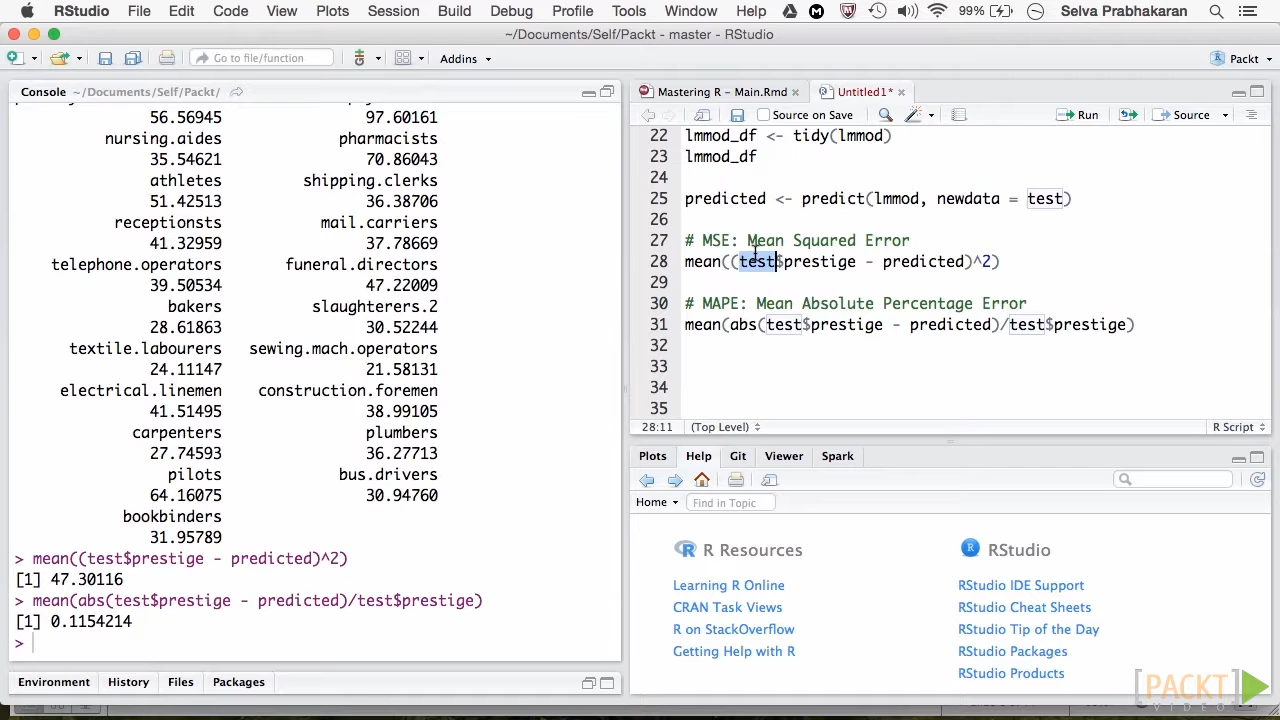 RStudio File Edit Code View Plots Session Build Debug Profile Tools Window Help 99% Selva Prabhakaran
~/Documents/Self/Packt - master - RStudio
Go to file/function Addins Packt
Console ~/Documents/Self/Packt/
56.56945 97.60161
nursing.aides pharmacists
35.54621 70.86043
athletes shipping.clerks
51.42513 36.38706
receptionsts mail.carriers
41.32959 37.78669
telephone.operators funeral.directors
39.50534 47.22009
bakers slaughterers.2
28.61863 30.52244
textile.labourers sewing.mach.operators
24.11147 21.58131
electrical.linemen construction.foremen
41.51495 38.99105
carpenters plumbers
27.74593 36.27713
pilots bus.drivers
64.16075 30.94760
bookbinders
31.95789
> mean((test$prestige - predicted)^2)
[1] 47.30116
> mean(abs(test$prestige - predicted)/test$prestige)
[1] 0.1154214
>
Environment History Files Packages
Mastering R - Main.Rmd Untitled1*
Source on Save Run Source
22 lmmod_df <- tidy(lmmod)
23 lmmod_df
24
25 predicted <- predict(lmmod, newdata = test)
26
27 # MSE: Mean Squared Error
28 mean((test$prestige - predicted)^2)
29
30 # MAPE: Mean Absolute Percentage Error
31 mean(abs(test$prestige - predicted)/test$prestige)
32
33
34
35
28:11 (Top Level) R Script
Plots Help Git Viewer Spark
Home Find in Topic
R Resources
Learning R Online
CRAN Task Views
R on StackOverflow
Getting Help with R
RStudio
RStudio IDE Support
RStudio Cheat Sheets
RStudio Tip of the Day
RStudio Packages
RStudio Products
PACKT
VIDEO